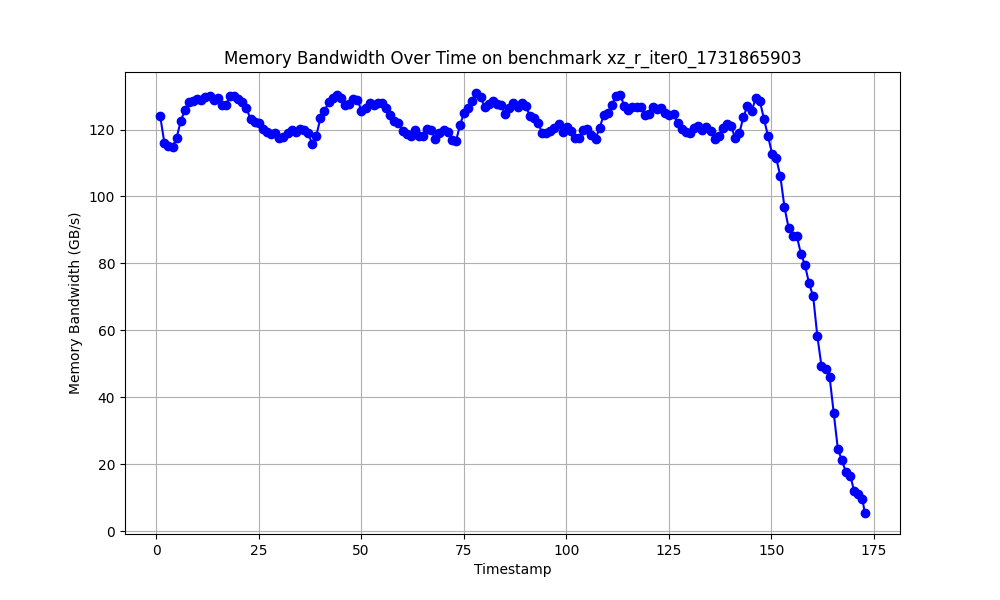 Memory Bandwidth Over Time on benchmark xz_r_iter0_1731865903
120
100
80
60
40
20
0
Memory Bandwidth (GB/s)
0 25 50 75 100 125 150 175
Timestamp